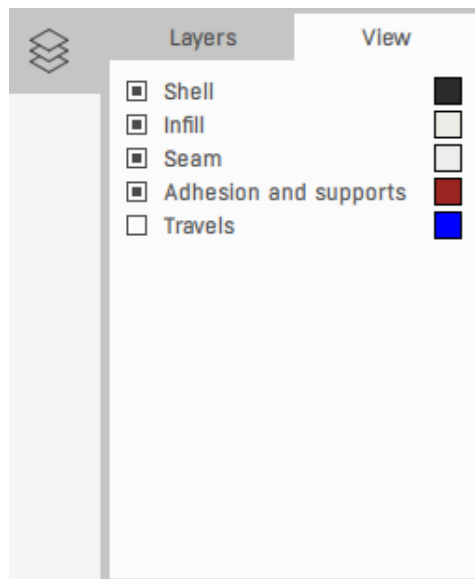 Layers View
Shell
Infill
Seam
Adhesion and supports
Travels